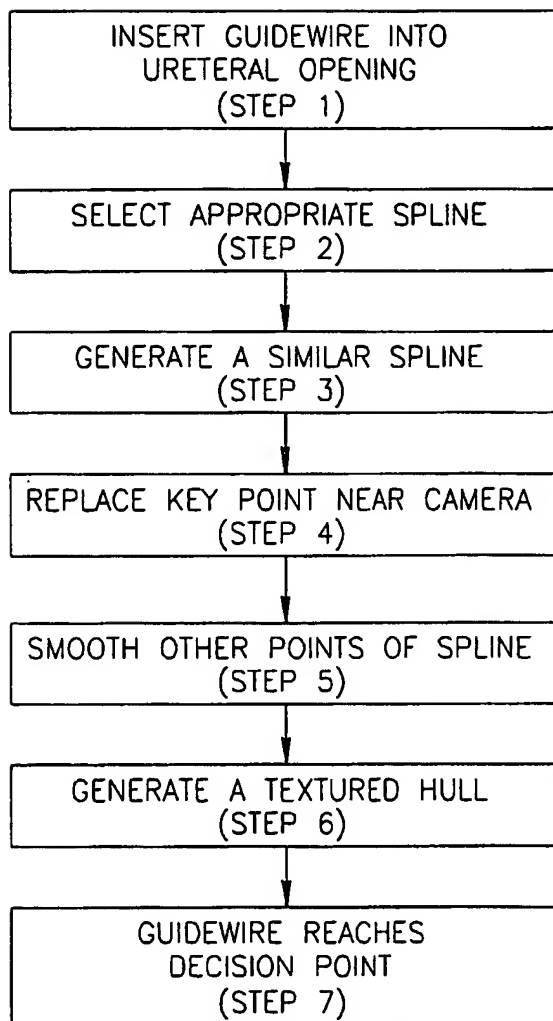 INSERT GUIDEWIRE INTO
URETERAL OPENING
(STEP 1)
SELECT APPROPRIATE SPLINE
(STEP 2)
GENERATE A SIMILAR SPLINE
(STEP 3)
REPLACE KEY POINT NEAR CAMERA
(STEP 4)
SMOOTH OTHER POINTS OF SPLINE
(STEP 5)
GENERATE A TEXTURED HULL
(STEP 6)
GUIDEWIRE REACHES
DECISION POINT
(STEP 7)